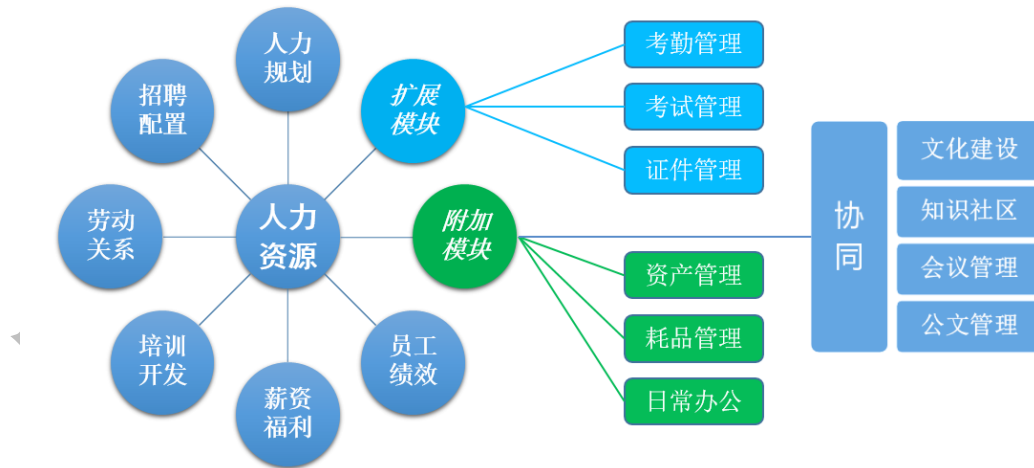 人力
规划
招聘
配置
扩展
模块
劳动
关系
人力
资源
附加
模块
培训
开发
员工
绩效
薪资
福利
考勤管理
考试管理
证件管理
资产管理
耗品管理
日常办公
协
同
文化建设
知识社区
会议管理
公文管理